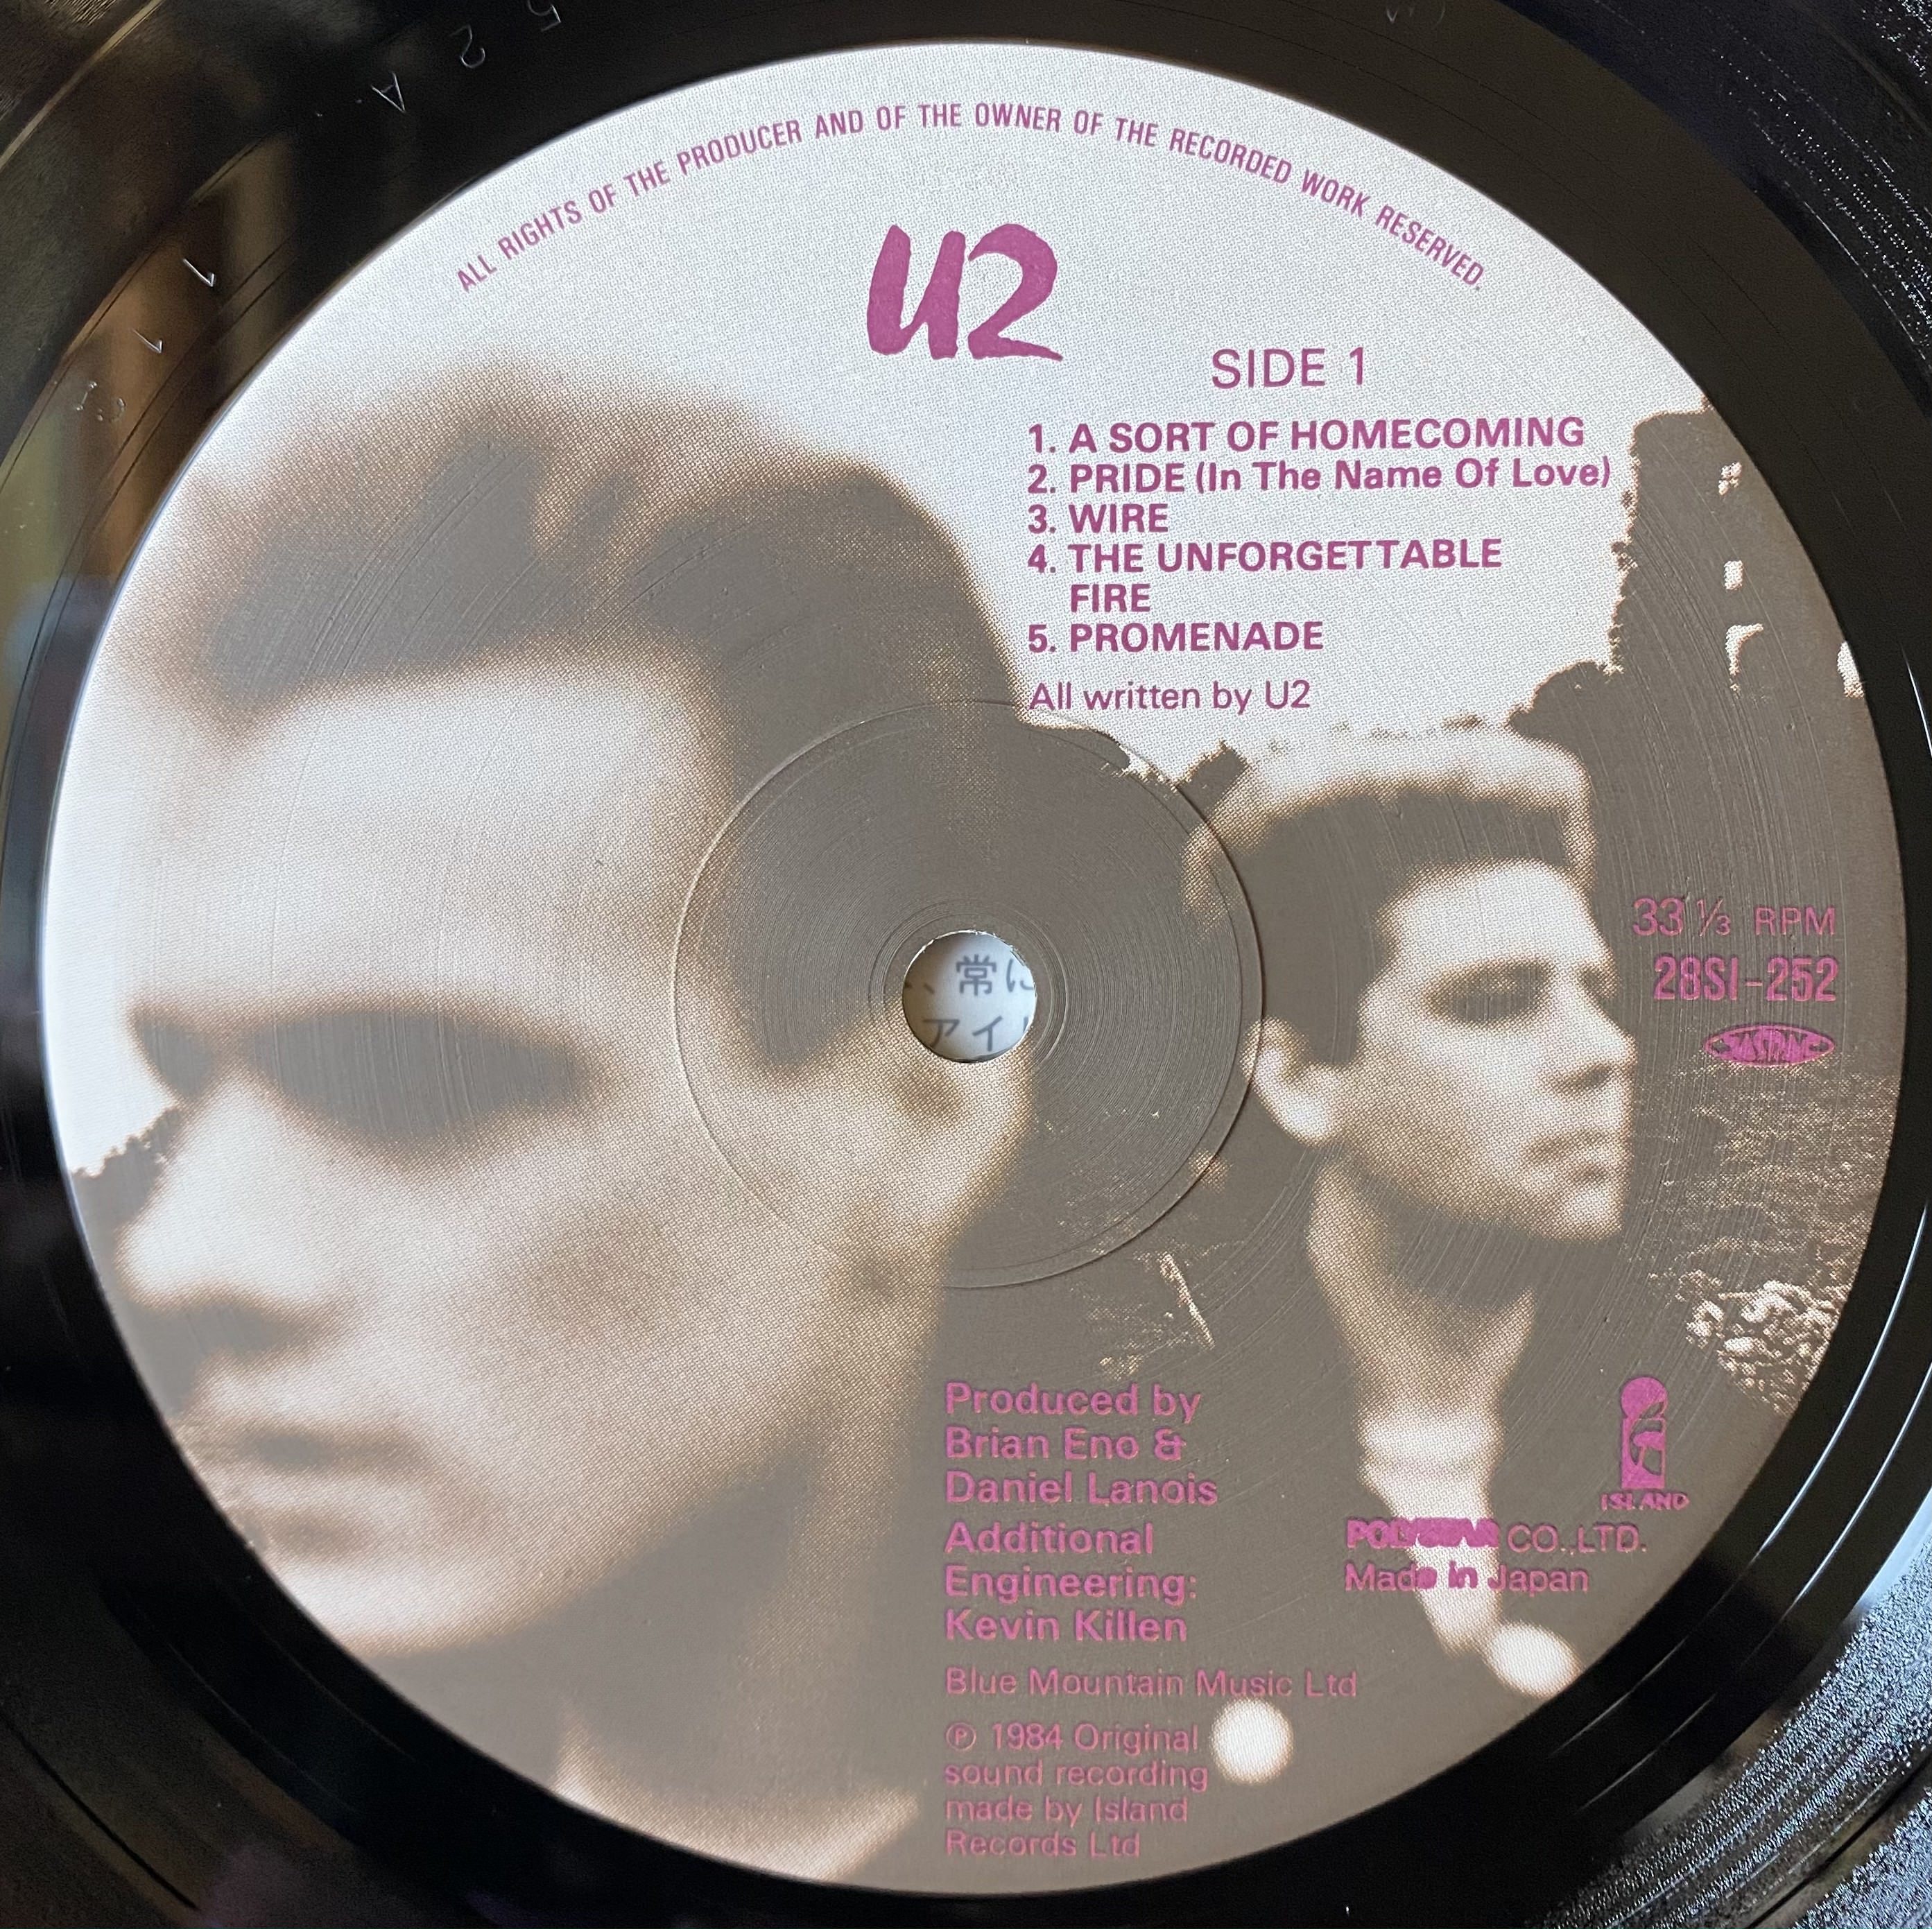 ALL RIGHTS OF THE PRODUCER AND OF THE OWNER OF THE RECORDED WORK RESERVED.
U2
SIDE 1
1. A SORT OF HOMECOMING
2. PRIDE (In The Name Of Love)
3. WIRE
4. THE UNFORGETTABLE
FIRE
5. PROMENADE
All written by U2
33 ⅓ RPM
28SI-252
JASRAC
、常に
アイ
Produced by
Brian Eno &
Daniel Lanois
Additional
Engineering:
Kevin Killen
ISLAND
POLYSTAR CO.,LTD.
Made in Japan
Blue Mountain Music Ltd
℗ 1984 Original
sound recording
made by Island
Records Ltd